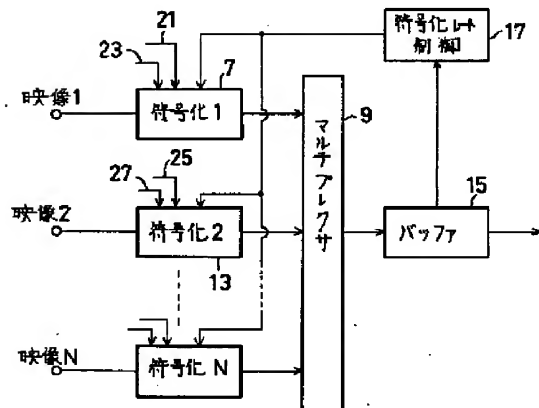 21
23
符号化レート
制御
17
7
映像1
符号化1
9
マルチプレクサ
25
27
15
映像2
符号化2
バッファ
13
映像N
符号化N